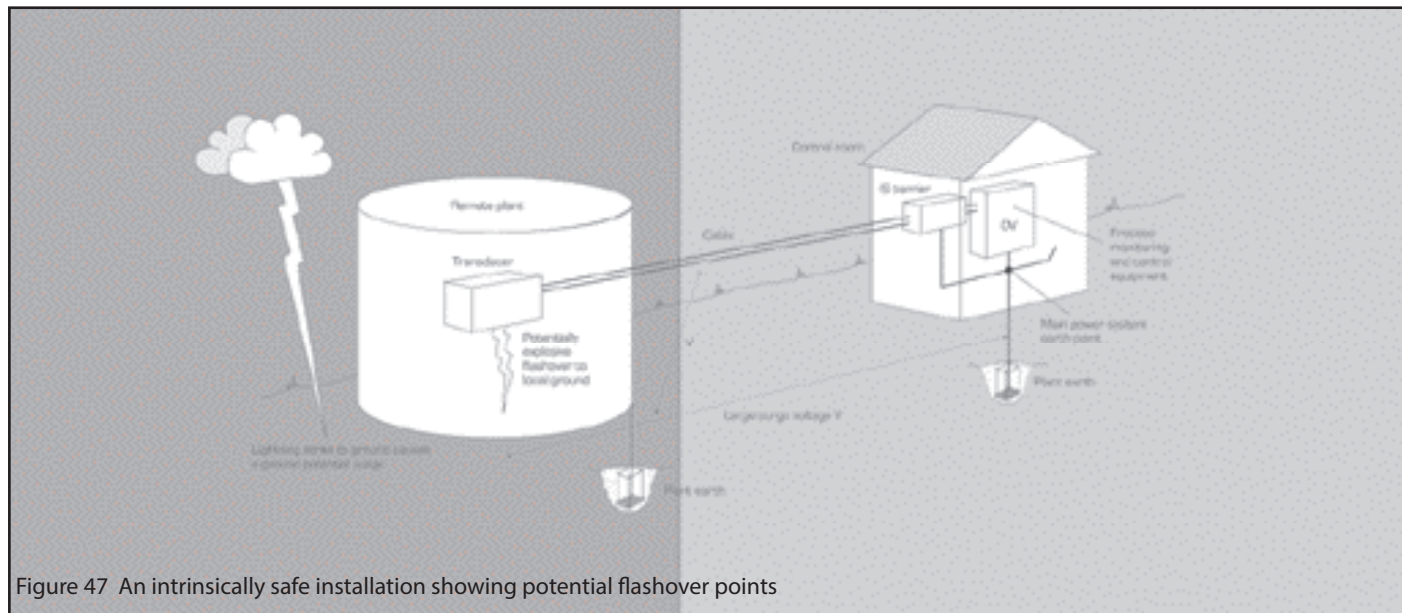 Control room
IS barrier
Remote plant
0V
Cable
Process
monitoring
and control
equipment
Transducer
Potentially
explosive
flashover to
local ground
Main power system
earth point
Plant earth
Large surge voltage V
Lightning strike to ground causes
a ground potential surge
Plant earth
Figure 47 An intrinsically safe installation showing potential flashover points